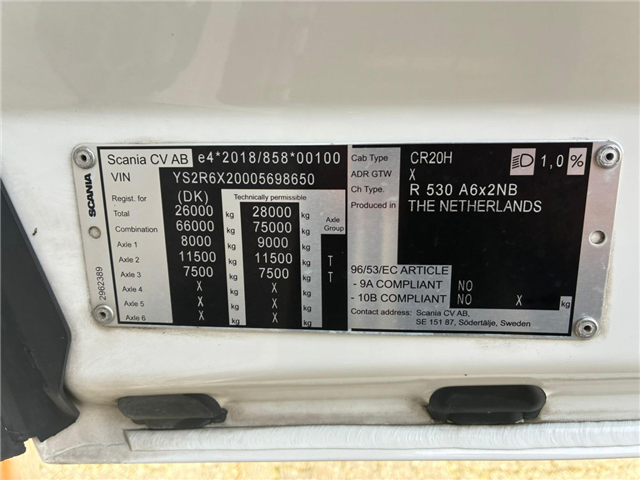 SCANIA
2962389
Scania CV AB e4*2018/858*00100
VIN YS2R6X20005698650
Regist. for (DK) Technically permissible
Total 26000 kg 28000 kg Axle Group
Combination 66000 kg 75000 kg
Axle 1 8000 kg 9000 kg
Axle 2 11500 kg 11500 kg T
Axle 3 7500 kg 7500 kg T
Axle 4 X kg X kg
Axle 5 X kg X kg
Axle 6 X kg X kg
Cab Type CR20H 1,0 %
ADR GTW X
Ch Type. R 530 A6x2NB
Produced in THE NETHERLANDS
96/53/EC ARTICLE
- 9A COMPLIANT NO
- 10B COMPLIANT NO X kg
Contact address: Scania CV AB,
SE 151 87, Södertälje, Sweden